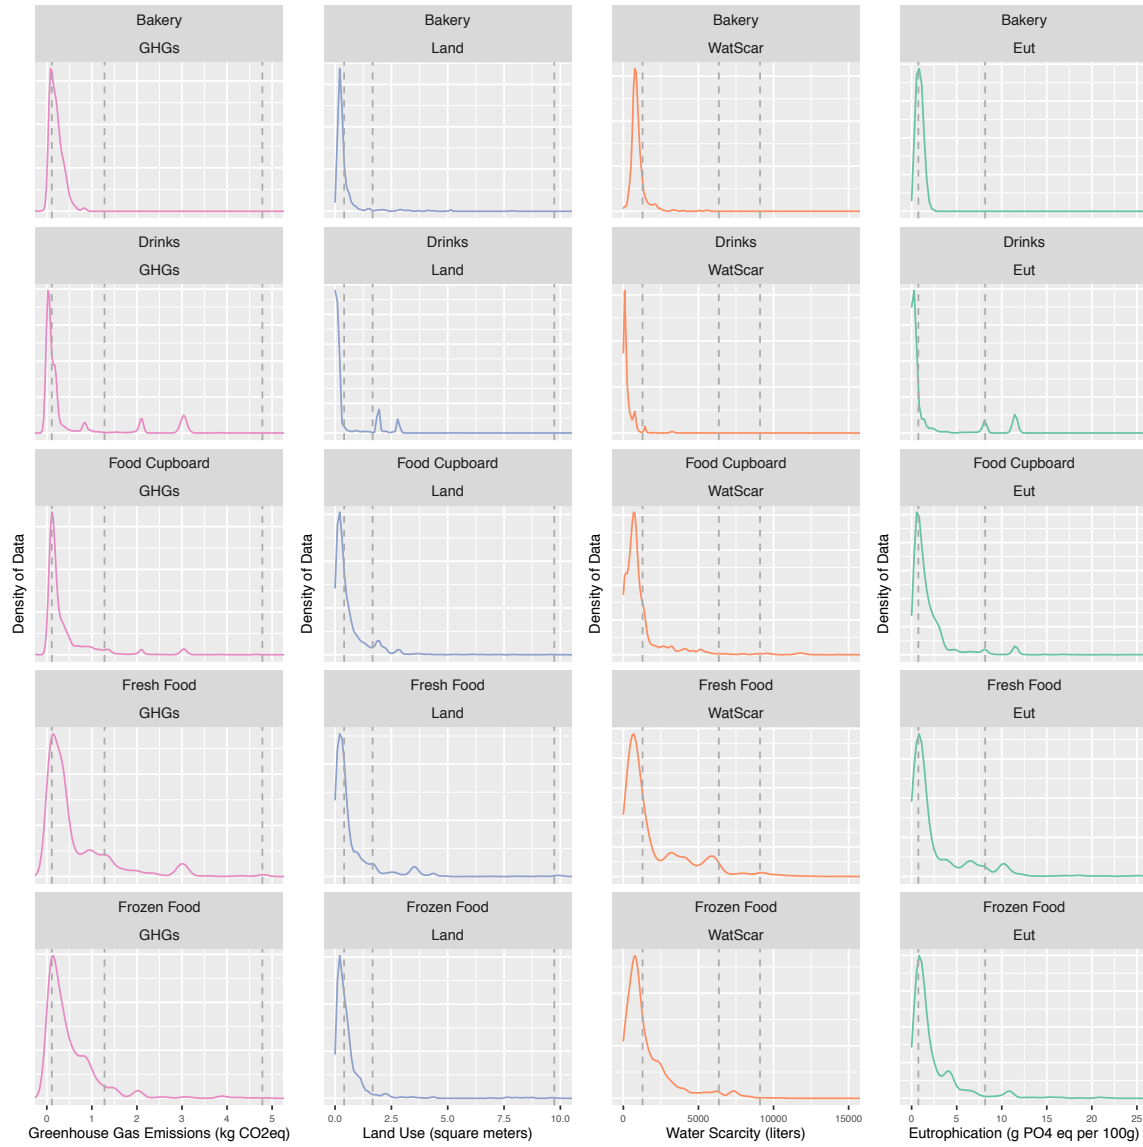 Bakery Bakery Bakery Bakery
GHGs Land WatScar Eut
Drinks Drinks Drinks Drinks
GHGs Land WatScar Eut
Food Cupboard Food Cupboard Food Cupboard Food Cupboard
GHGs Land WatScar Eut
Density of Data Density of Data Density of Data Density of Data
Fresh Food Fresh Food Fresh Food Fresh Food
GHGs Land WatScar Eut
Frozen Food Frozen Food Frozen Food Frozen Food
GHGs Land WatScar Eut
0 1 2 3 4 5 0.0 2.5 5.0 7.5 10.0 0 5000 10000 15000 0 5 10 15 20 25
Greenhouse Gas Emissions (kg CO2eq) Land Use (square meters) Water Scarcity (liters) Eutrophication (g PO4 eq per 100g)